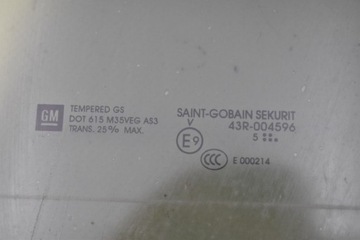 GM
TEMPERED GS
DOT 615 M35VEG AS3
TRANS. 25% MAX.
SAINT-GOBAIN SEKURIT
V
43R-004596
5
E9
CCC
E 000214